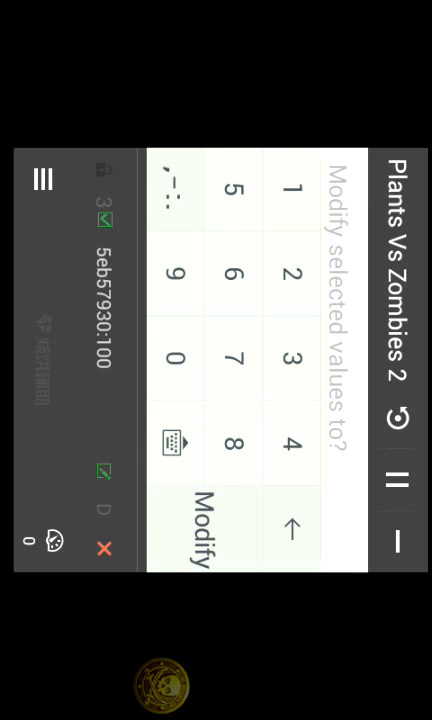 Plants Vs Zombies 2
Modify selected values to?
1 2 3 4
5 6 7 8
,-:. 9 0
Modify
3 5eb57930:100 D
0